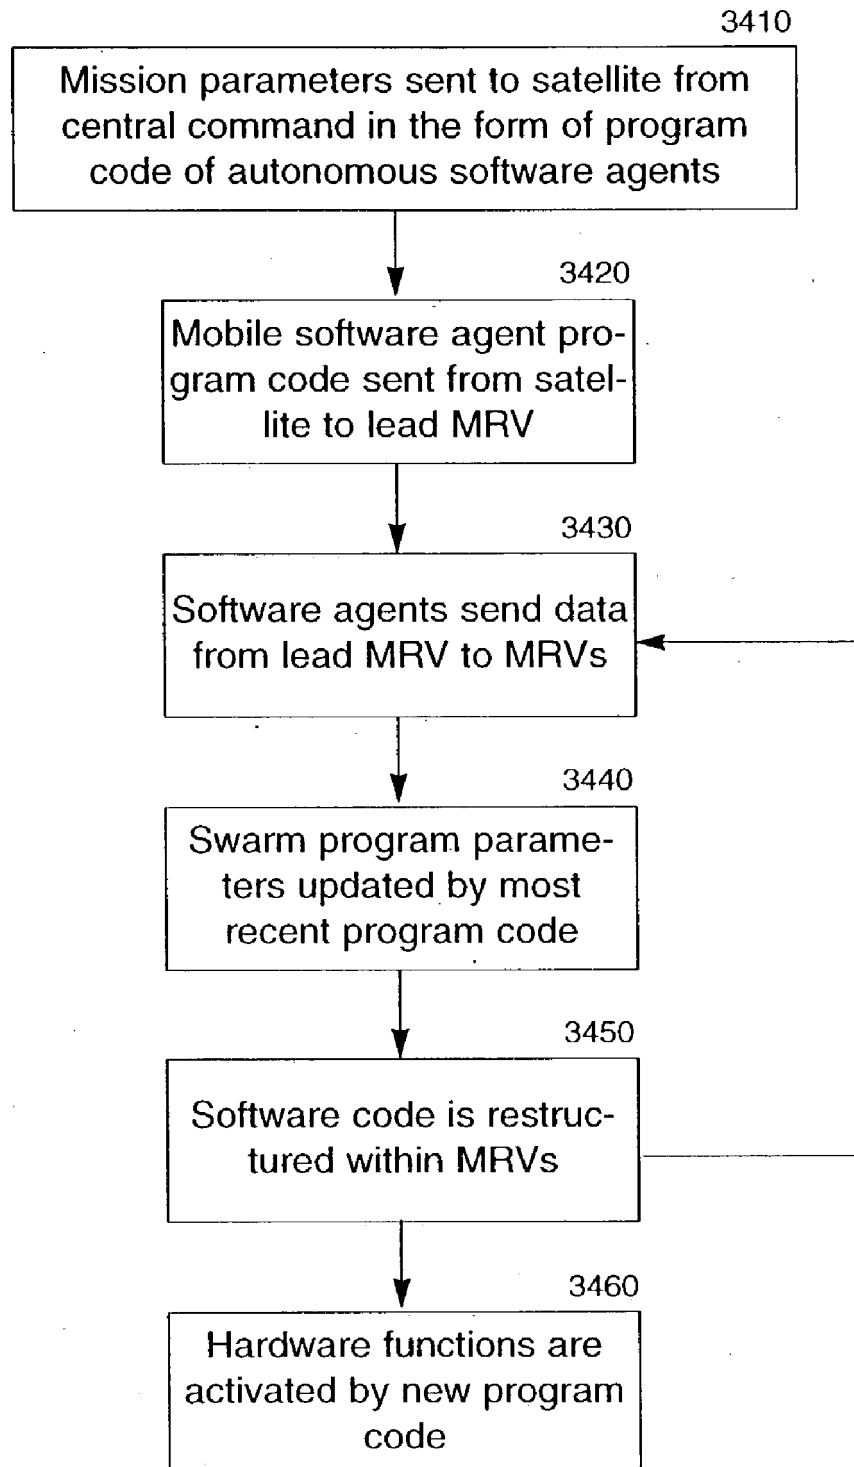 3410
Mission parameters sent to satellite from
central command in the form of program
code of autonomous software agents
3420
Mobile software agent pro-
gram code sent from satel-
lite to lead MRV
3430
Software agents send data
from lead MRV to MRVs
3440
Swarm program parame-
ters updated by most
recent program code
3450
Software code is restruc-
tured within MRVs
3460
Hardware functions are
activated by new program
code